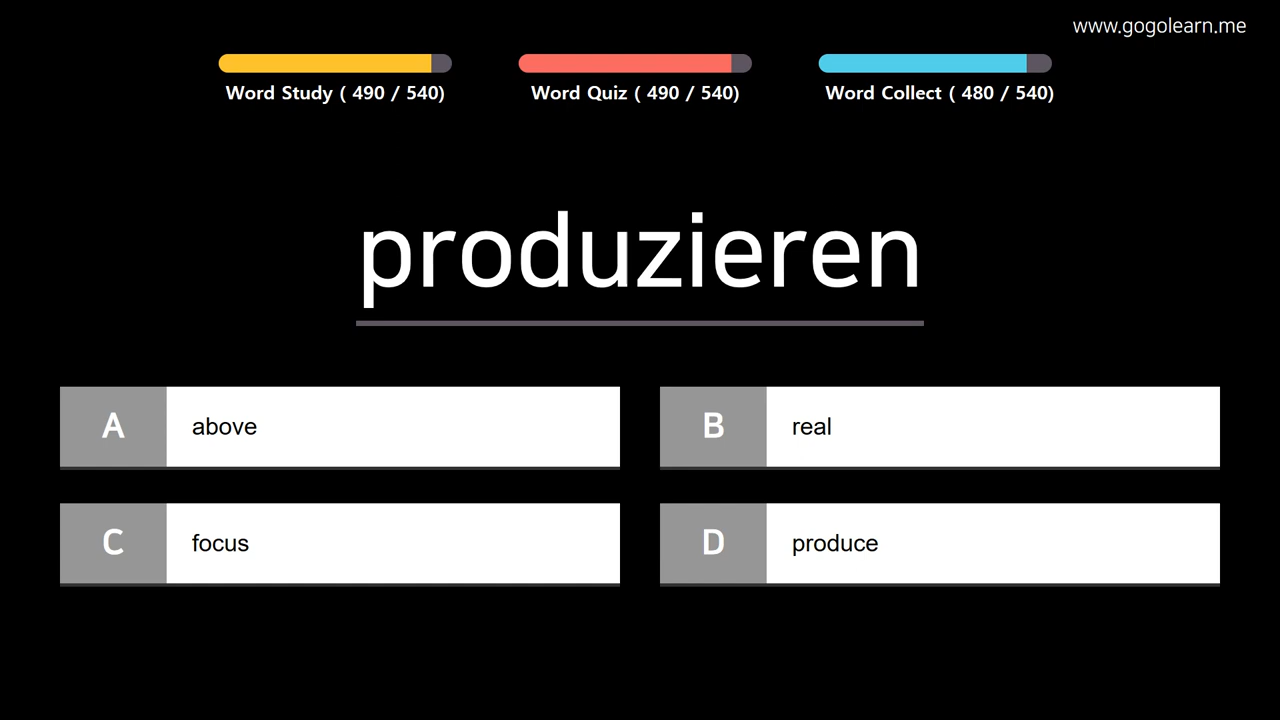 www.gogolearn.me
Word Study ( 490 / 540)
Word Quiz ( 490 / 540)
Word Collect ( 480 / 540)
produzieren
A above
B real
C focus
D produce